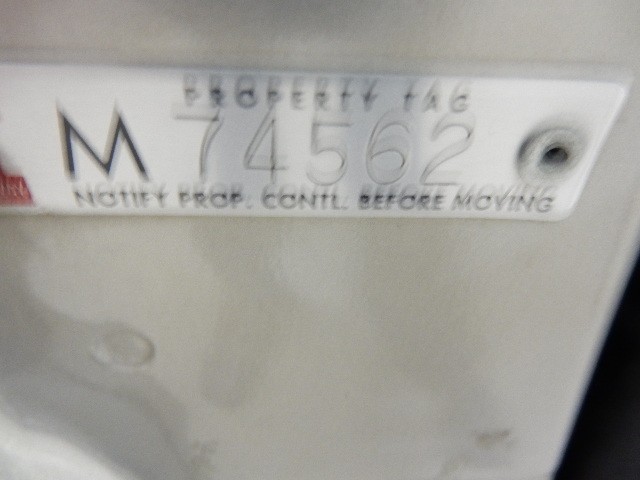 PROPERTY TAG
M 74562
NOTIFY PROP. CONTL. BEFORE MOVING